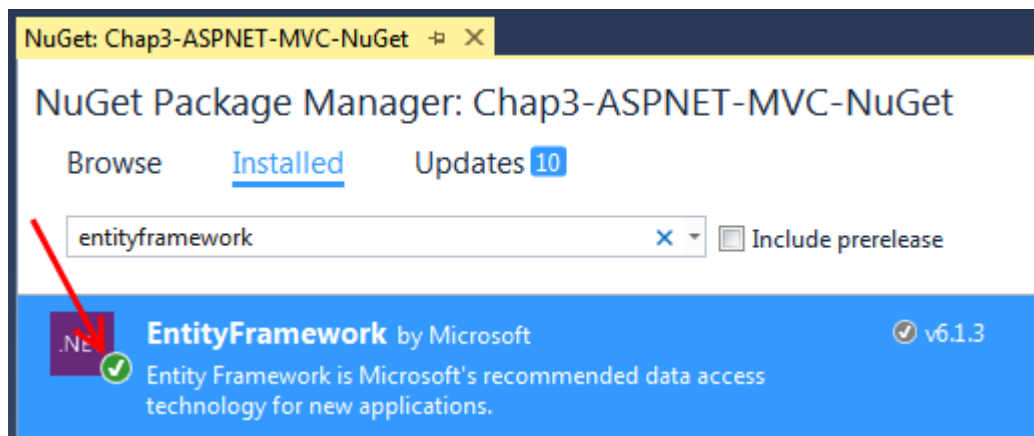 NuGet: Chap3-ASPNET-MVC-NuGet
NuGet Package Manager: Chap3-ASPNET-MVC-NuGet
Browse Installed Updates 10
entityframework Include prerelease
.NE EntityFramework by Microsoft v6.1.3
Entity Framework is Microsoft's recommended data access
technology for new applications.